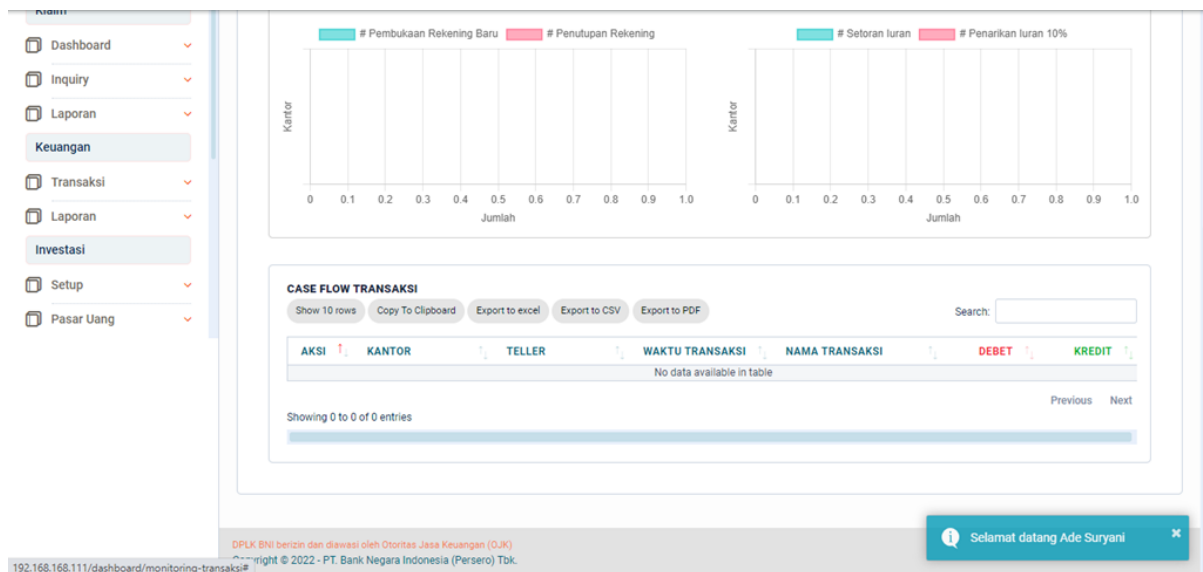 Klaim
Dashboard
Inquiry
Laporan
Keuangan
Transaksi
Laporan
Investasi
Setup
Pasar Uang
# Pembukaan Rekening Baru # Penutupan Rekening
Kantor
0 0.1 0.2 0.3 0.4 0.5 0.6 0.7 0.8 0.9 1.0
Jumlah
# Setoran Iuran # Penarikan Iuran 10%
Kantor
0 0.1 0.2 0.3 0.4 0.5 0.6 0.7 0.8 0.9 1.0
Jumlah
CASE FLOW TRANSAKSI
Show 10 rows Copy To Clipboard Export to excel Export to CSV Export to PDF Search:
AKSI KANTOR TELLER WAKTU TRANSAKSI NAMA TRANSAKSI DEBET KREDIT
No data available in table
Previous Next
Showing 0 to 0 of 0 entries
Selamat datang Ade Suryani
DPLK BNI berizin dan diawasi oleh Otoritas Jasa Keuangan (OJK)
Copyright © 2022 - PT. Bank Negara Indonesia (Persero) Tbk.
192.168.168.111/dashboard/monitoring-transaksi#